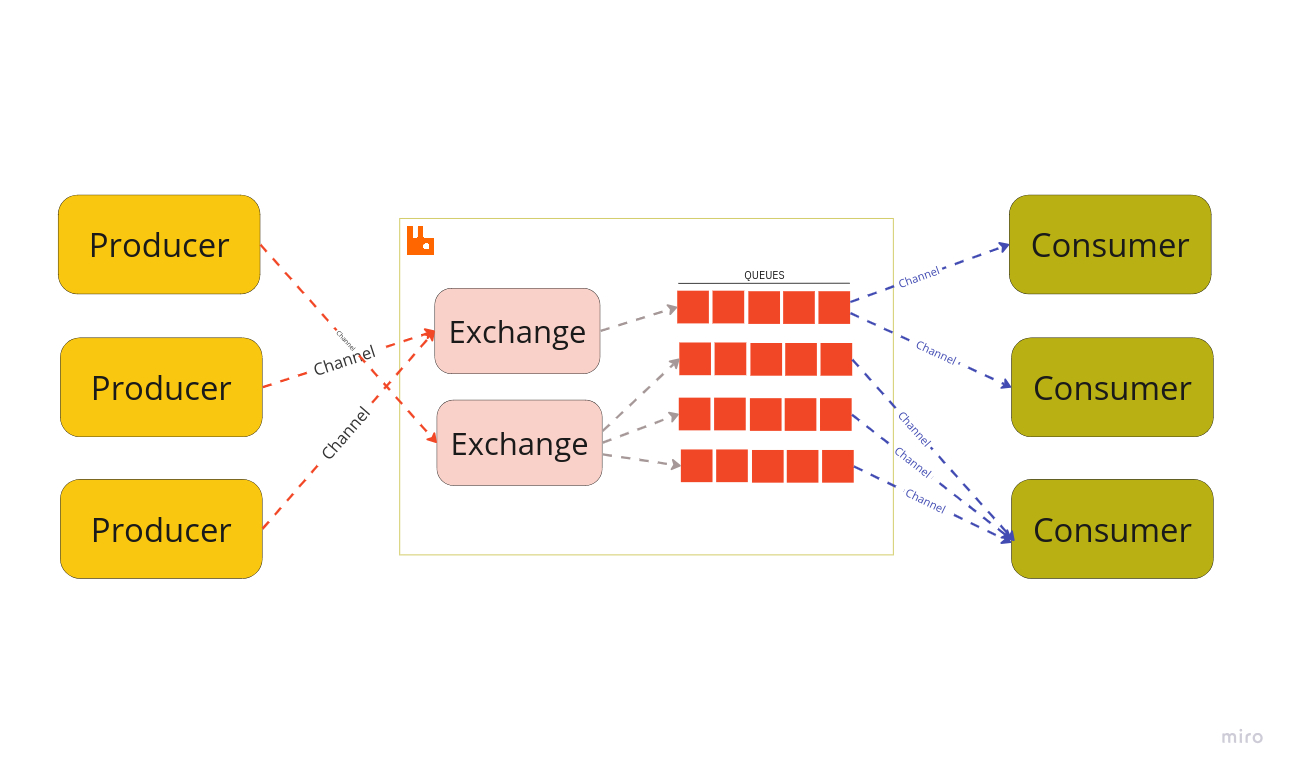 Producer
Producer
Producer
Channel
Channel
Channel
Exchange
Exchange
QUEUES
Channel
Channel
Channel
Channel
Channel
Consumer
Consumer
Consumer
miro